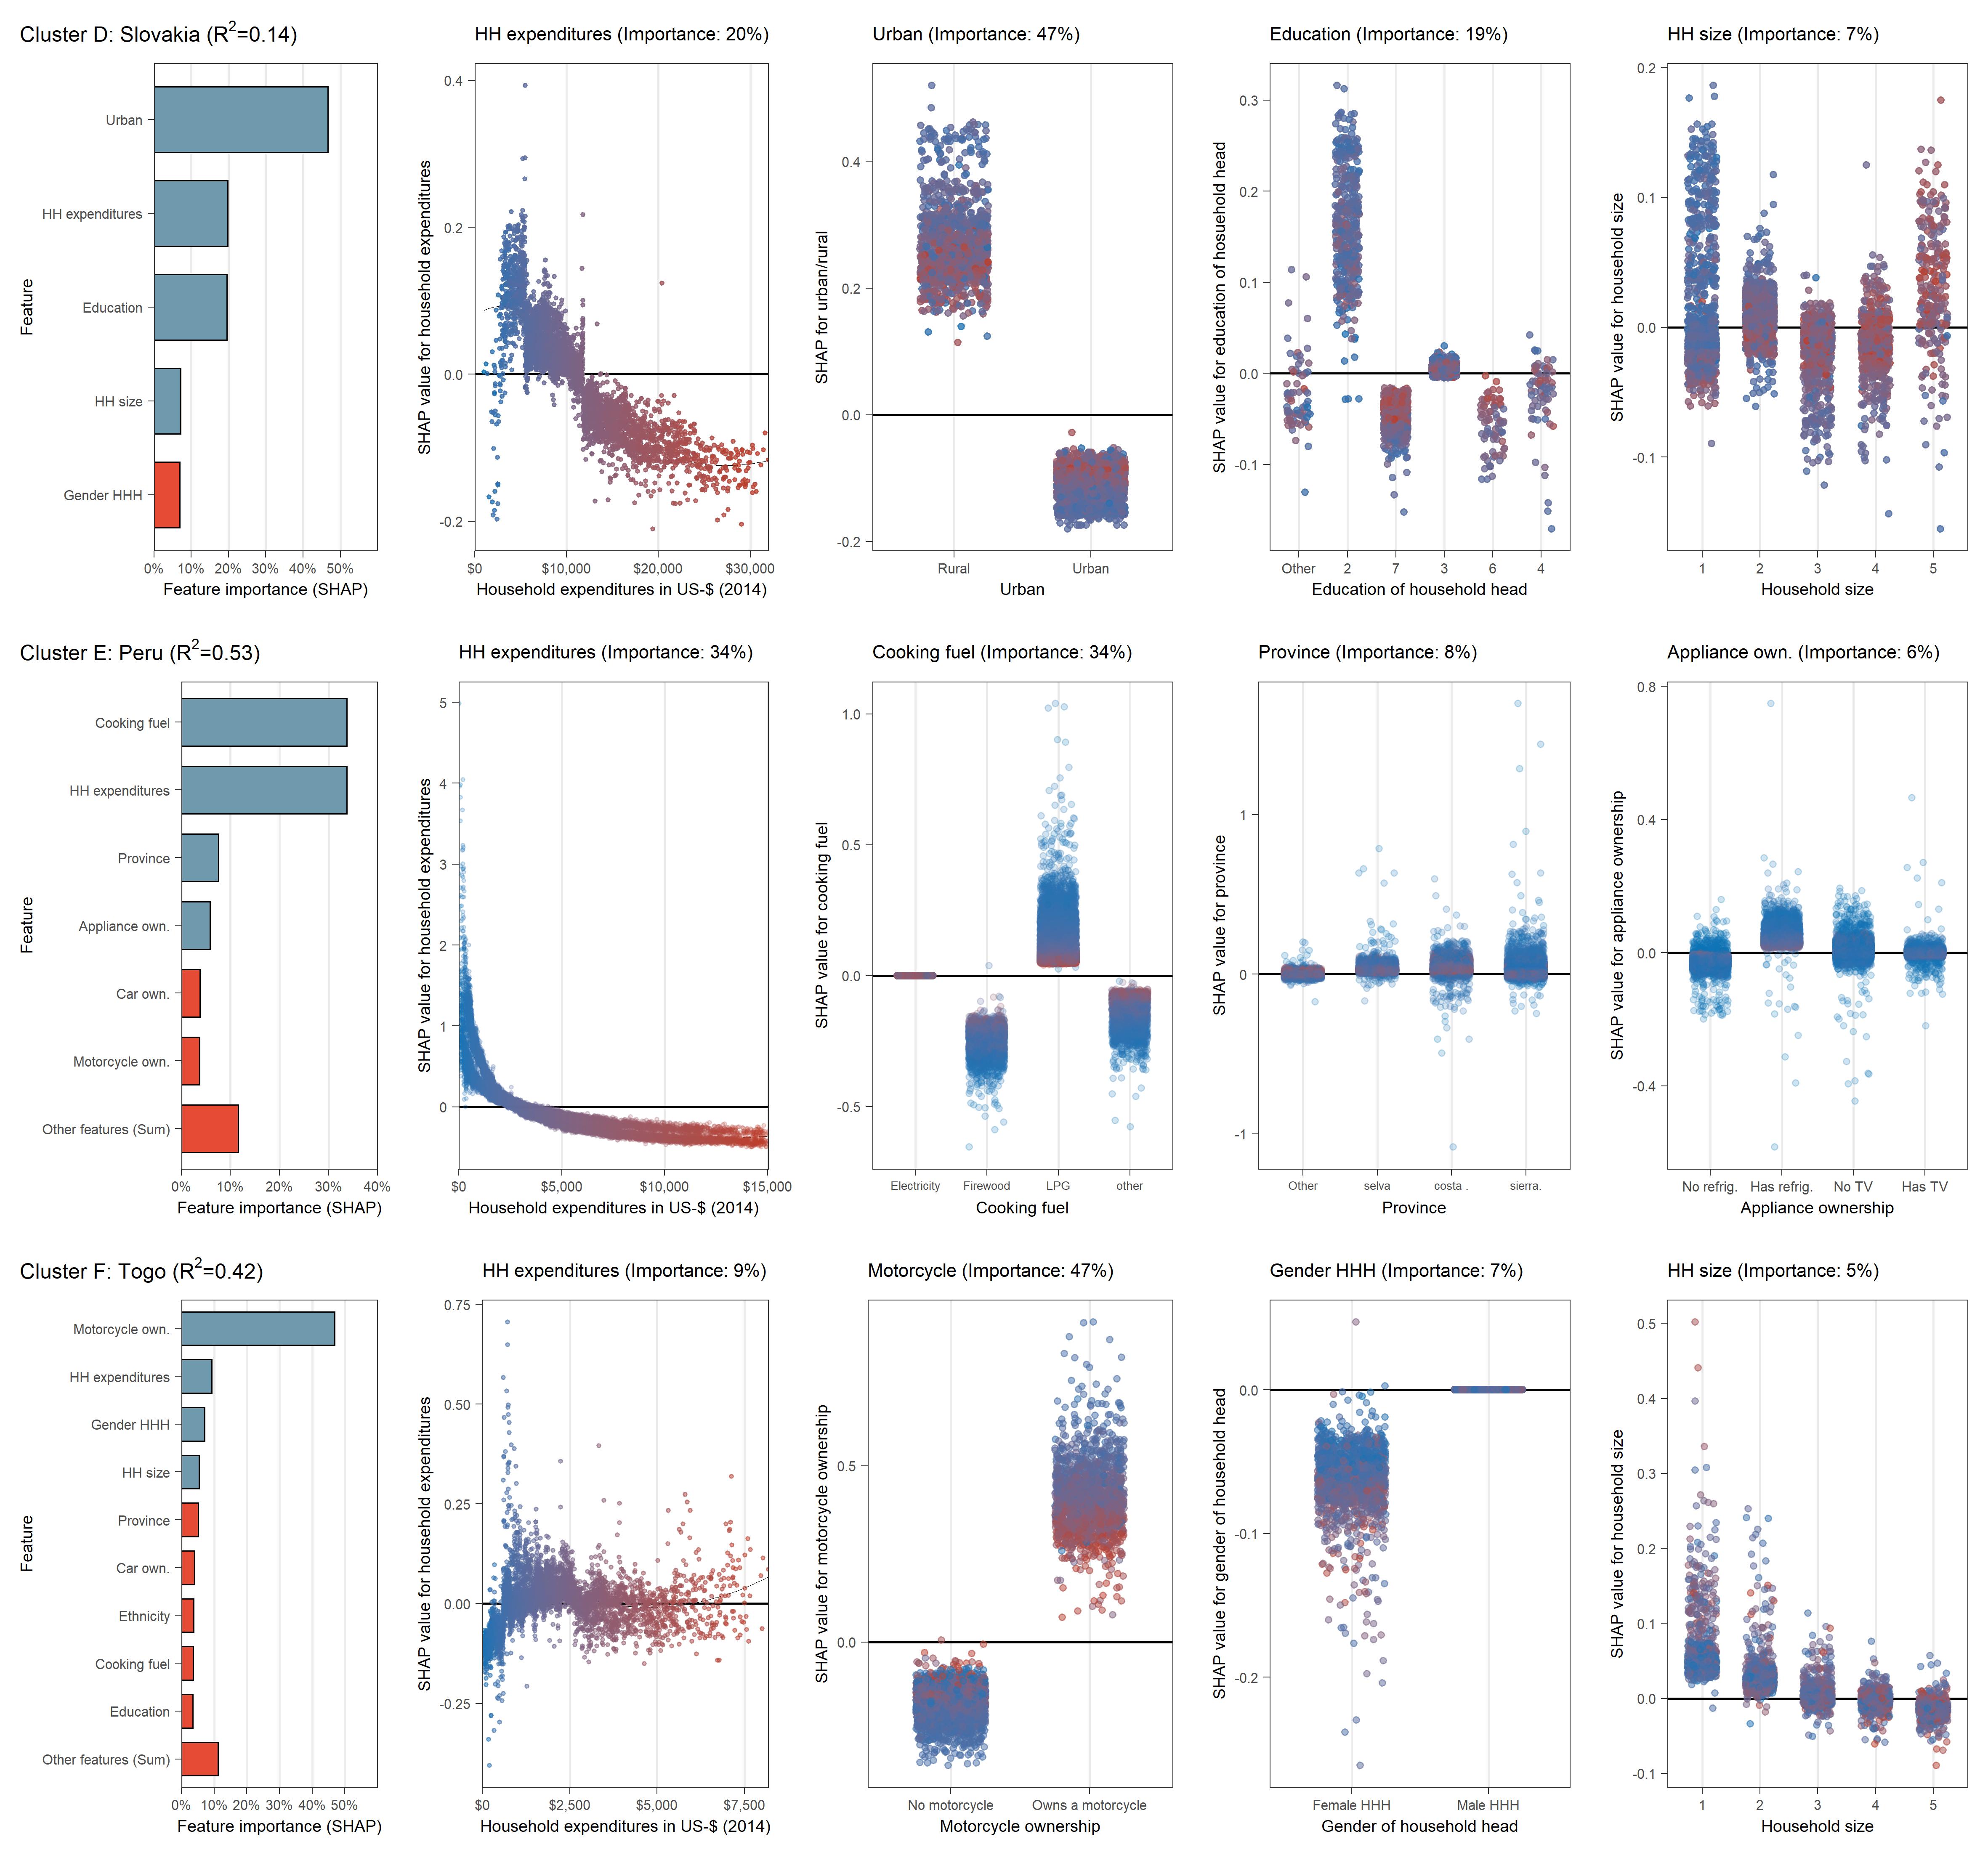 Cluster D: Slovakia (R2=0.14)
Feature
Urban
HH expenditures
Education
HH size
Gender HHH
0% 10% 20% 30% 40% 50%
Feature importance (SHAP)
HH expenditures (Importance: 20%)
SHAP value for household expenditures
0.4
0.2
0.0
-0.2
$0 $10,000 $20,000 $30,000
Household expenditures in US-$ (2014)
Urban (Importance: 47%)
SHAP for urban/rural
0.4
0.2
0.0
-0.2
Rural Urban
Urban
Education (Importance: 19%)
SHAP value for education of hosuehold head
0.3
0.2
0.1
0.0
-0.1
Other 2 7 3 6 4
Education of household head
HH size (Importance: 7%)
SHAP value for household size
0.2
0.1
0.0
-0.1
1 2 3 4 5
Household size
Cluster E: Peru (R2=0.53)
Feature
Cooking fuel
HH expenditures
Province
Appliance own.
Car own.
Motorcycle own.
Other features (Sum)
0% 10% 20% 30% 40%
Feature importance (SHAP)
HH expenditures (Importance: 34%)
SHAP value for household expenditures
5
4
3
2
1
0
$0 $5,000 $10,000 $15,000
Household expenditures in US-$ (2014)
Cooking fuel (Importance: 34%)
SHAP value for cooking fuel
1.0
0.5
0.0
-0.5
Electricity Firewood LPG other
Cooking fuel
Province (Importance: 8%)
SHAP value for province
1
0
-1
Other selva costa . sierra.
Province
Appliance own. (Importance: 6%)
SHAP value for appliance ownership
0.8
0.4
0.0
-0.4
No refrig. Has refrig. No TV Has TV
Appliance ownership
Cluster F: Togo (R2=0.42)
Feature
Motorcycle own.
HH expenditures
Gender HHH
HH size
Province
Car own.
Ethnicity
Cooking fuel
Education
Other features (Sum)
0% 10% 20% 30% 40% 50%
Feature importance (SHAP)
HH expenditures (Importance: 9%)
SHAP value for household expenditures
0.75
0.50
0.25
0.00
-0.25
$0 $2,500 $5,000 $7,500
Household expenditures in US-$ (2014)
Motorcycle (Importance: 47%)
SHAP value for motorcycle ownership
0.5
0.0
No motorcycle Owns a motorcycle
Motorcycle ownership
Gender HHH (Importance: 7%)
SHAP value for gender of household head
0.0
-0.1
-0.2
Female HHH Male HHH
Gender of household head
HH size (Importance: 5%)
SHAP value for household size
0.5
0.4
0.3
0.2
0.1
0.0
-0.1
1 2 3 4 5
Household size